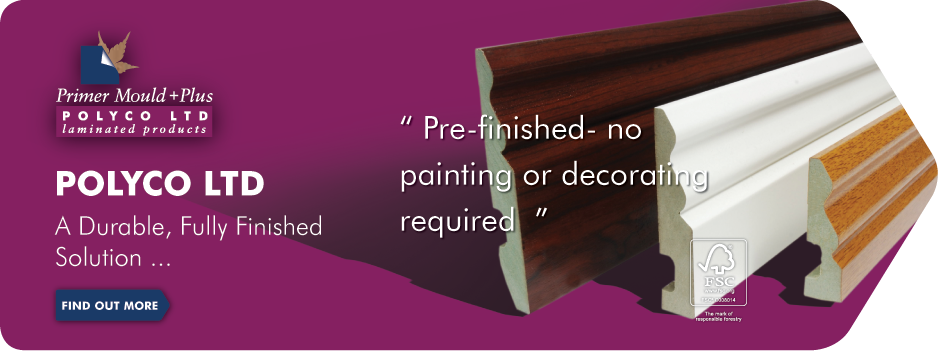 Primer Mould +Plus
POLYCO LTD
laminated products
POLYCO LTD
A Durable, Fully Finished
Solution ...
FIND OUT MORE
“ Pre-finished- no
painting or decorating
required ”
FSC
The mark of
responsible forestry